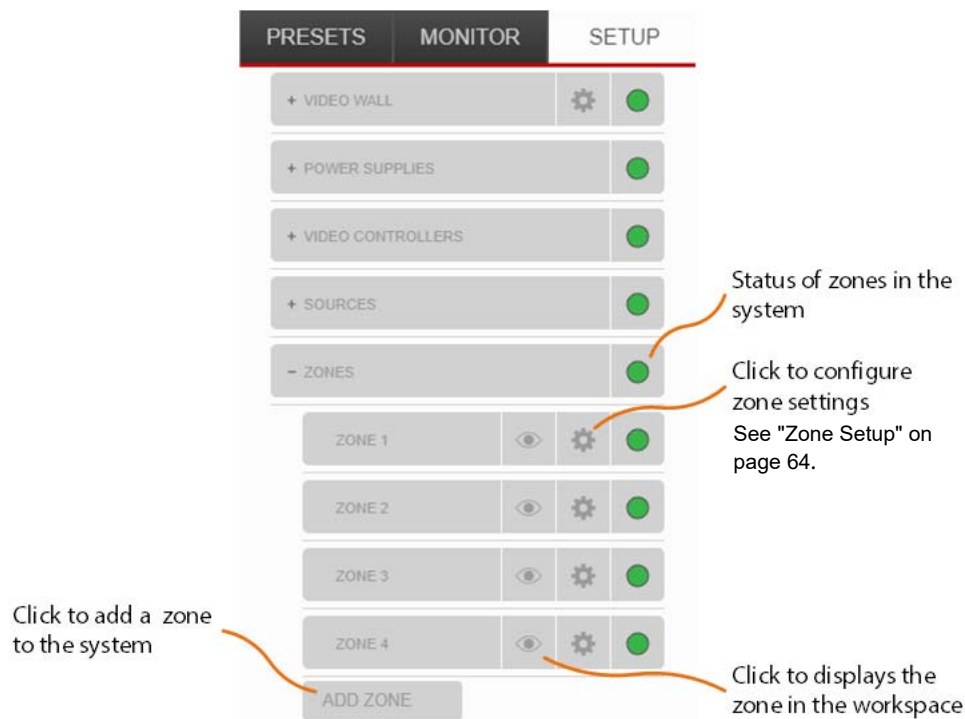 PRESETS MONITOR SETUP
+ VIDEO WALL
+ POWER SUPPLIES
+ VIDEO CONTROLLERS
+ SOURCES
- ZONES
ZONE 1
ZONE 2
ZONE 3
ZONE 4
ADD ZONE
Status of zones in the
system
Click to configure
zone settings
See "Zone Setup" on
page 64.
Click to add a zone
to the system
Click to displays the
zone in the workspace